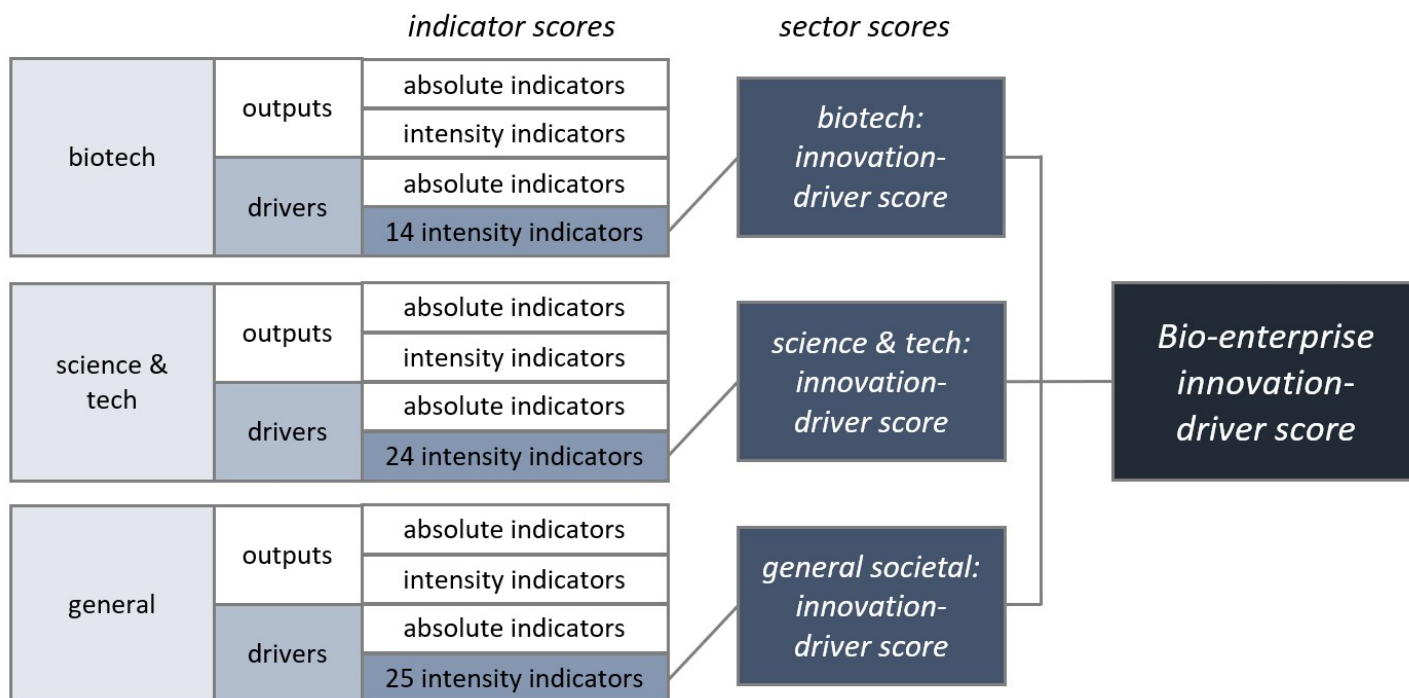 indicator scores
sector scores
biotech
outputs
absolute indicators
intensity indicators
drivers
absolute indicators
14 intensity indicators
biotech:
innovation-
driver score
science &
tech
outputs
absolute indicators
intensity indicators
drivers
absolute indicators
24 intensity indicators
science & tech:
innovation-
driver score
general
outputs
absolute indicators
intensity indicators
drivers
absolute indicators
25 intensity indicators
general societal:
innovation-
driver score
Bio-enterprise
innovation-
driver score